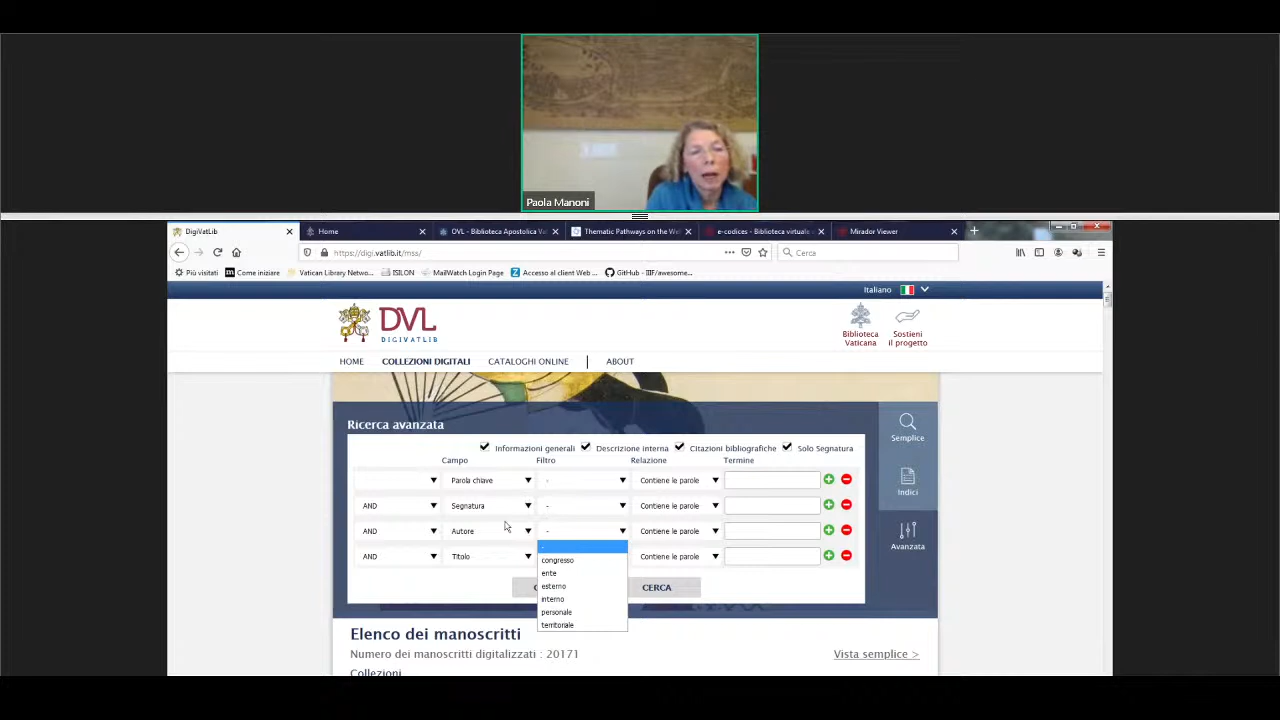 Paola Manoni
DigiVatLib
Home
OVL - Biblioteca Apostolica Va
Thematic Pathways on the We
e-codices - Biblioteca virtuale
Mirador Viewer
https://digi.vatlib.it/mss/
Cerca
Più visitati
Come iniziare
Vatican Library Netwo...
ISILON
MailWatch Login Page
Accesso al client Web ...
GitHub - IIIF/awesome...
Italiano
DVL
DIGIVATLIB
Biblioteca
Vaticana
Sostieni
il progetto
HOME
COLLEZIONI DIGITALI
CATALOGHI ONLINE
ABOUT
Ricerca avanzata
Informazioni generali
Descrizione interna
Citazioni bibliografiche
Solo Segnatura
Campo Filtro Relazione Termine
Parola chiave - Contiene le parole
AND Segnatura - Contiene le parole
AND Autore - Contiene le parole
AND Titolo Contiene le parole
-
congresso
ente
esterno
interno
personale
territoriale
CERCA
Semplice
Indici
Avanzata
Elenco dei manoscritti
Numero dei manoscritti digitalizzati : 20171
Vista semplice >
Collezioni